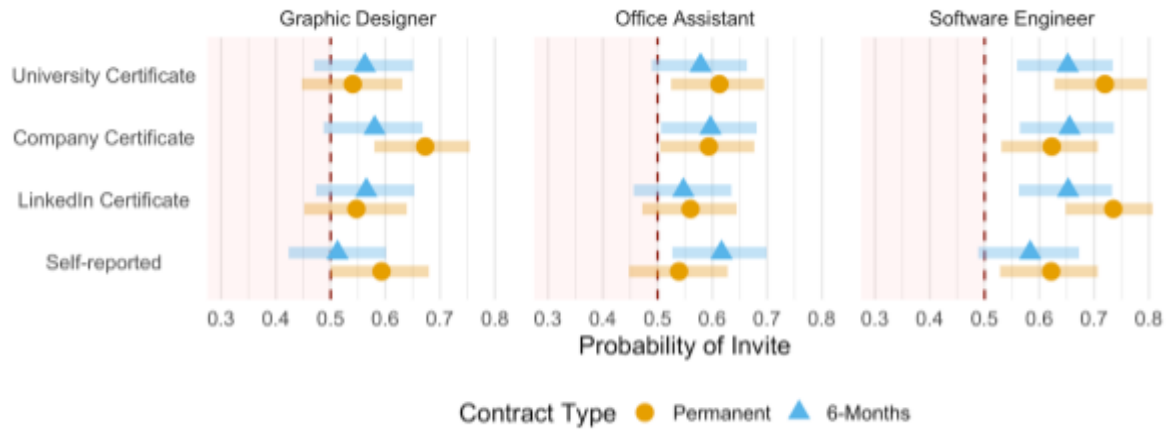 Graphic Designer Office Assistant Software Engineer
University Certificate
Company Certificate
LinkedIn Certificate
Self-reported
0.3 0.4 0.5 0.6 0.7 0.8 0.3 0.4 0.5 0.6 0.7 0.8 0.3 0.4 0.5 0.6 0.7 0.8
Probability of Invite
Contract Type Permanent 6-Months